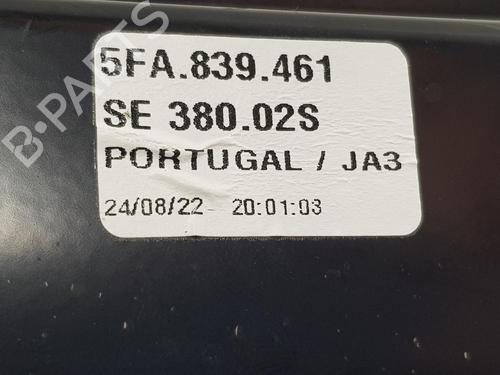 B-PARTS
5FA.839.461
SE 380.02S
PORTUGAL / JA3
24/08/22- 20:01:03